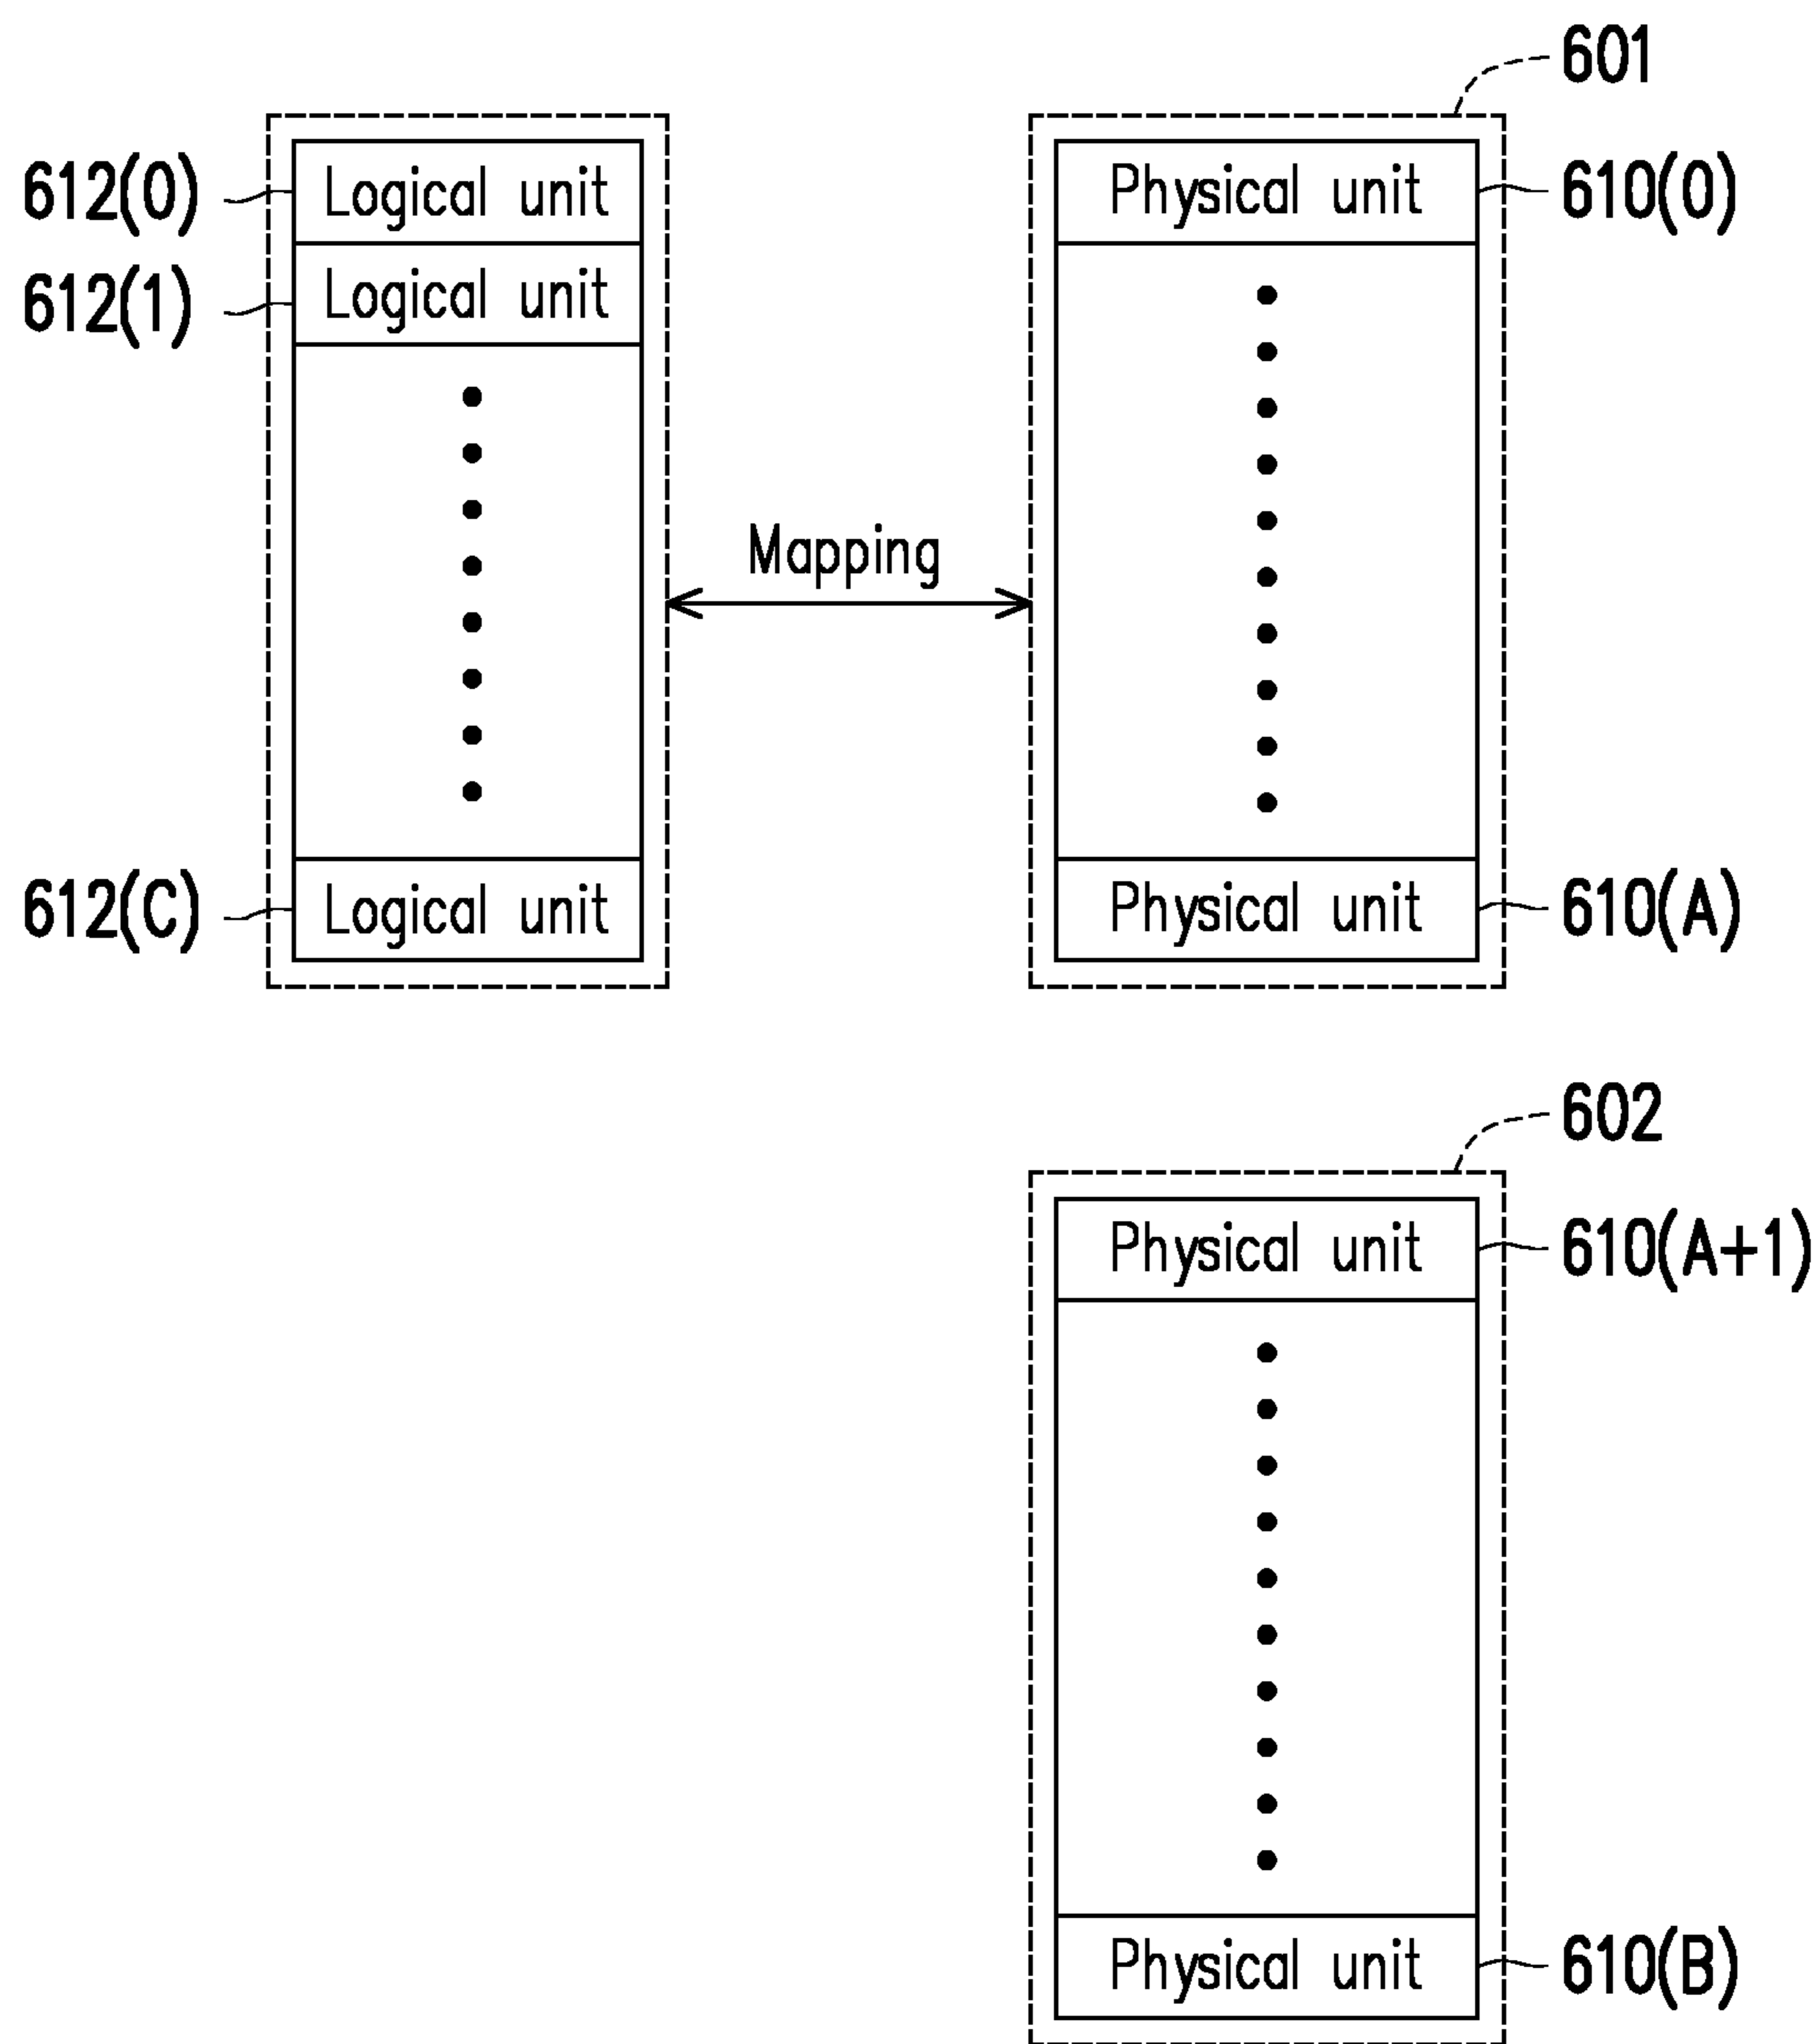 601
612(0) Logical unit Physical unit 610(0)
612(1) Logical unit
Mapping
612(C) Logical unit Physical unit 610(A)
602
Physical unit 610(A+1)
Physical unit 610(B)